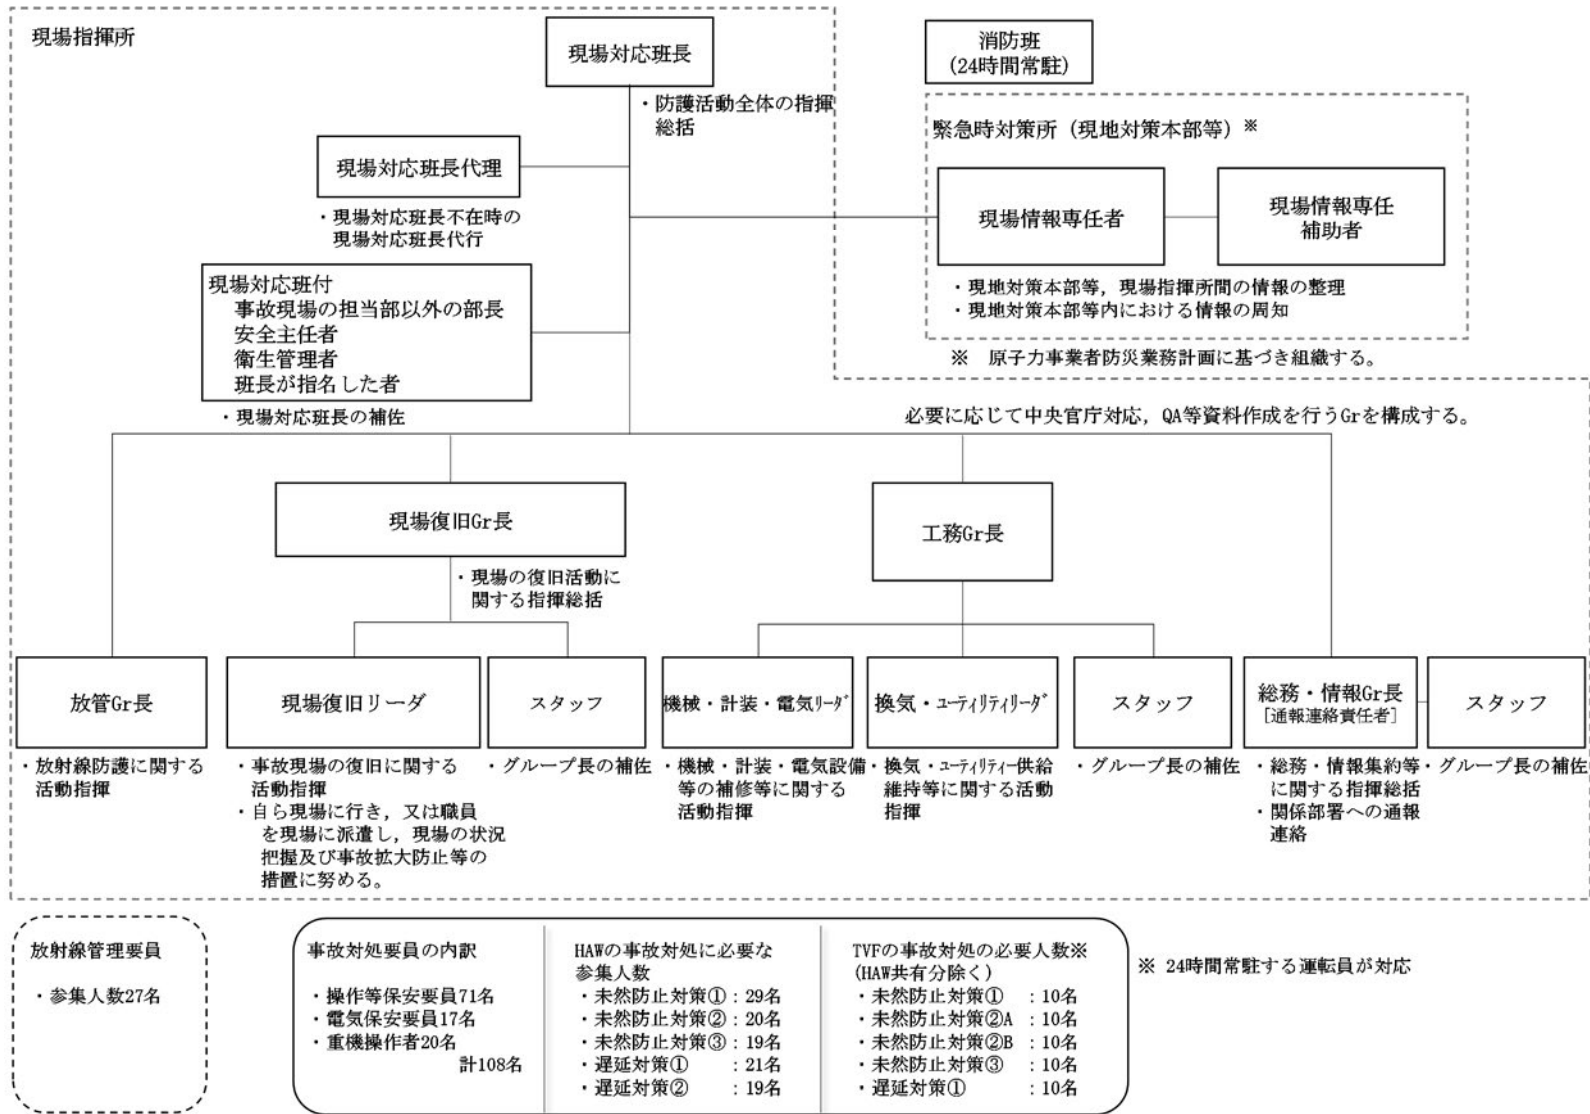 現場指揮所
現場対応班長
・防護活動全体の指揮
総括
消防班
(24時間常駐)
現場対応班長代理
・現場対応班長不在時の
現場対応班長代行
緊急時対策所（現地対策本部等）※
現場情報専任者
現場情報専任
補助者
・現地対策本部等，現場指揮所間の情報の整理
・現地対策本部等内における情報の周知
※　原子力事業者防災業務計画に基づき組織する。
現場対応班付
事故現場の担当部以外の部長
安全主任者
衛生管理者
班長が指名した者
・現場対応班長の補佐
必要に応じて中央官庁対応，QA等資料作成を行うGrを構成する。
現場復旧Gr長
・現場の復旧活動に
関する指揮総括
工務Gr長
放管Gr長
・放射線防護に関する
活動指揮
現場復旧リーダ
・事故現場の復旧に関する
活動指揮
・自ら現場に行き，又は職員
を現場に派遣し，現場の状況
把握及び事故拡大防止等の
措置に努める。
スタッフ
・グループ長の補佐
機械・計装・電気ﾘｰﾀﾞ
・機械・計装・電気設備
等の補修等に関する
活動指揮
換気・ﾕｰﾃｨﾘﾃｨﾘｰﾀﾞ
・換気・ﾕｰﾃｨﾘﾃｨｰ供給
維持等に関する活動
指揮
スタッフ
・グループ長の補佐
総務・情報Gr長
［通報連絡責任者］
・総務・情報集約等
に関する指揮総括
・関係部署への通報
連絡
スタッフ
・グループ長の補佐
放射線管理要員
・参集人数27名
事故対処要員の内訳
・操作等保安要員71名
・電気保安要員17名
・重機操作者20名
計108名
HAWの事故対処に必要な
参集人数
・未然防止対策①：29名
・未然防止対策②：20名
・未然防止対策③：19名
・遅延対策①　　：21名
・遅延対策②　　：19名
TVFの事故対処の必要人数※
(HAW共有分除く)
・未然防止対策①　：10名
・未然防止対策②A　：10名
・未然防止対策②B　：10名
・未然防止対策③　：10名
・遅延対策①　　　：10名
※ 24時間常駐する運転員が対応